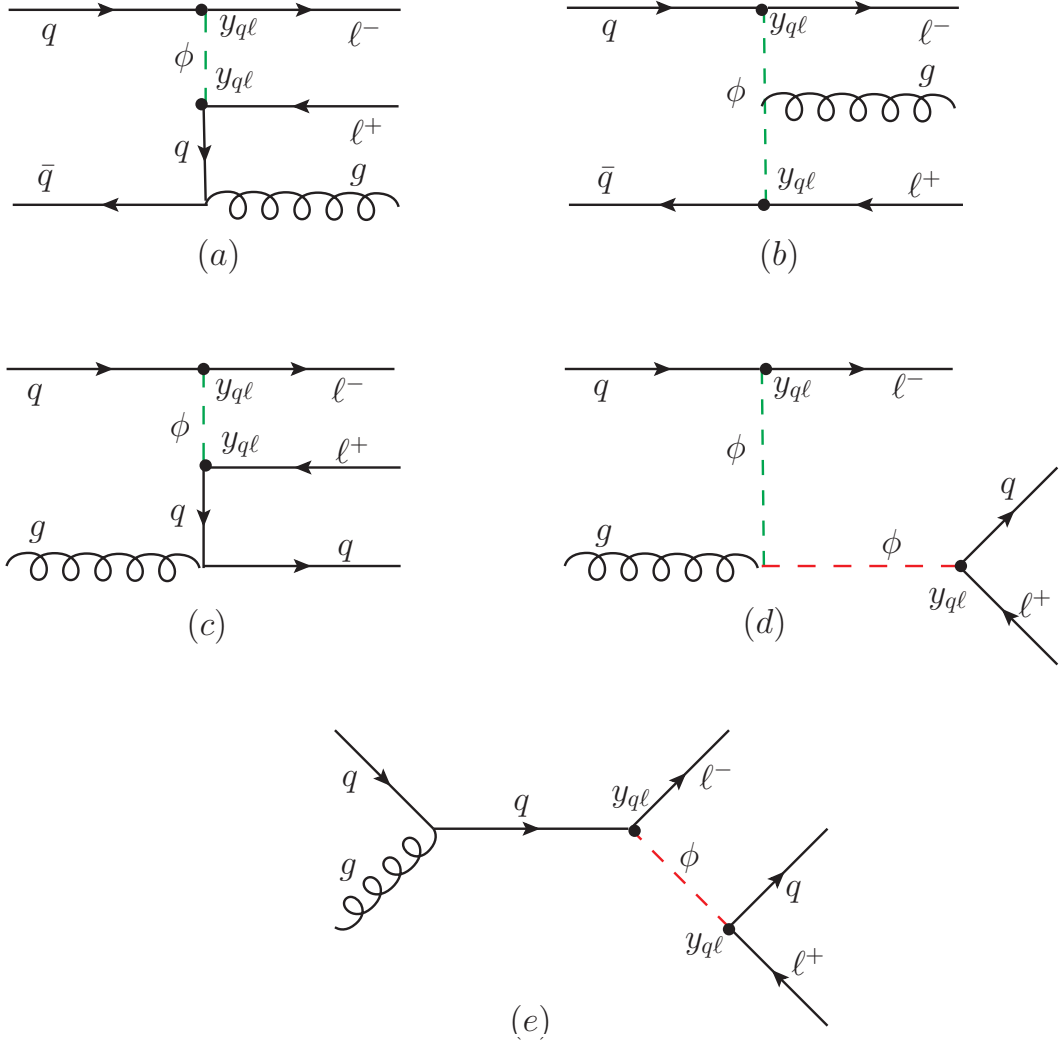 q y_{qℓ} ℓ⁻
ϕ
y_{qℓ}
ℓ⁺
q
q̄ g
(a)
q y_{qℓ} ℓ⁻
ϕ g
q̄ y_{qℓ} ℓ⁺
(b)
q y_{qℓ} ℓ⁻
ϕ
y_{qℓ} ℓ⁺
q
g q
(c)
q y_{qℓ} ℓ⁻
ϕ
q
g ϕ
y_{qℓ} ℓ⁺
(d)
q q y_{qℓ} ℓ⁻
g ϕ q
y_{qℓ} ℓ⁺
(e)